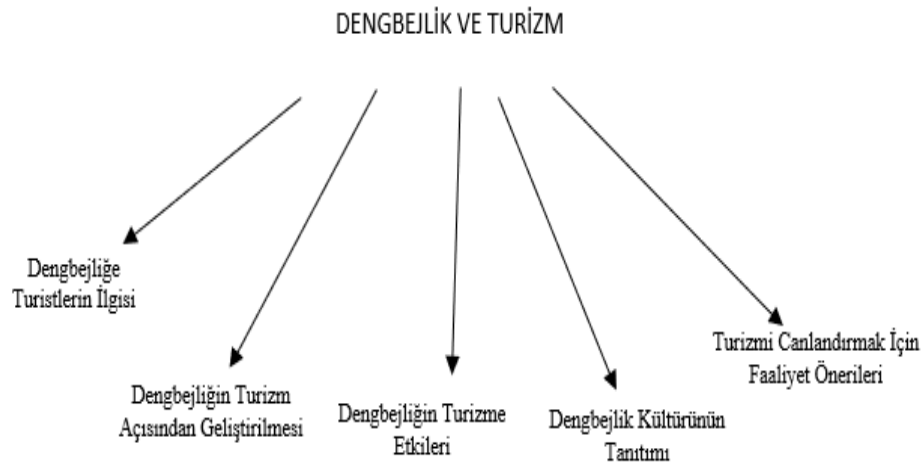 DENGBEJLİK VE TURİZM
Dengbejliğe
Turistlerin İlgisi
Dengbejliğin Turizm
Açısından Geliştirilmesi
Dengbejliğin Turizme
Etkileri
Dengbejlik Kültürünün
Tanıtımı
Turizmi Canlandırmak İçin
Faaliyet Önerileri